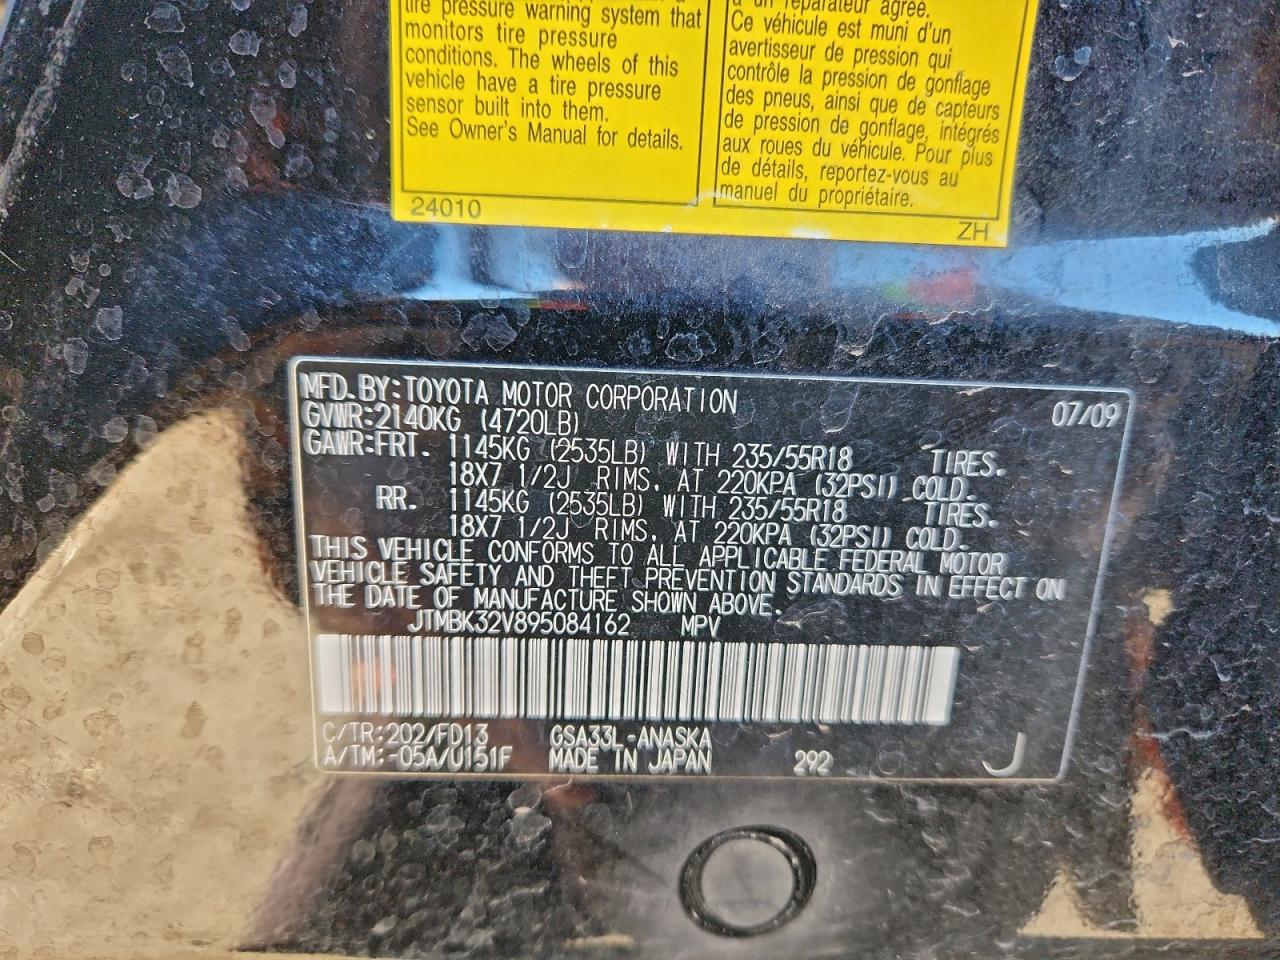 tire pressure warning system that
monitors tire pressure
conditions. The wheels of this
vehicle have a tire pressure
sensor built into them.
See Owner's Manual for details.
24010
un réparateur agréé.
Ce véhicule est muni d'un
avertisseur de pression qui
contrôle la pression de gonflage
des pneus, ainsi que de capteurs
de pression de gonflage, intégrés
aux roues du véhicule. Pour plus
de détails, reportez-vous au
manuel du propriétaire.
ZH
MFD. BY: TOYOTA MOTOR CORPORATION 07/09
GVWR: 2140KG (4720LB)
GAWR: FRT. 1145KG (2535LB) WITH 235/55R18 TIRES.
18X7 1/2J RIMS, AT 220KPA (32PSI) COLD.
RR. 1145KG (2535LB) WITH 235/55R18 TIRES.
18X7 1/2J RIMS, AT 220KPA (32PSI) COLD.
THIS VEHICLE CONFORMS TO ALL APPLICABLE FEDERAL MOTOR
VEHICLE SAFETY AND THEFT PREVENTION STANDARDS IN EFFECT ON
THE DATE OF MANUFACTURE SHOWN ABOVE.
JTMBK32V895084162 MPV
C/TR: 202/FD13 GSA33L-ANASKA
A/TM: -05A/U151F MADE IN JAPAN 292 J